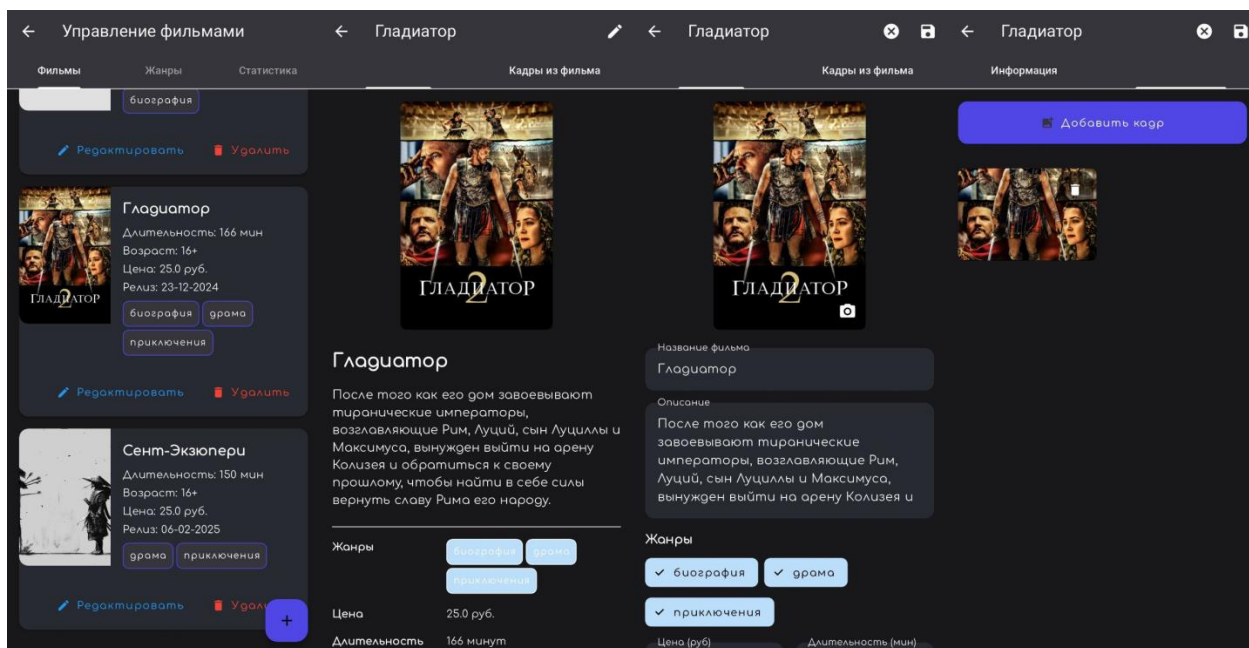 Управление фильмами
Фильмы
Жанры
Статистика
биография
Редактировать
Удалить
ГЛАДИАТОР
2
Гладиатор
Длительность: 166 мин
Возраст: 16+
Цена: 25.0 руб.
Релиз: 23-12-2024
биография
драма
приключения
Редактировать
Удалить
Сент-Экзюпери
Длительность: 150 мин
Возраст: 16+
Цена: 25.0 руб.
Релиз: 06-02-2025
драма
приключения
Редактировать
+
Гладиатор
Кадры из фильма
ГЛАДИАТОР
2
Гладиатор
После того как его дом завоевывают
тиранические императоры,
возглавляющие Рим, Луций, сын Луциллы и
Максимуса, вынужден выйти на арену
Колизея и обратиться к своему
прошлому, чтобы найти в себе силы
вернуть славу Рима его народу.
Жанры
биография
драма
приключения
Цена
25.0 руб.
Длительность
166 минут
Гладиатор
Кадры из фильма
ГЛАДИАТОР
2
Название фильма
Гладиатор
Описание
После того как его дом
завоевывают тиранические
императоры, возглавляющие Рим,
Луций, сын Луциллы и Максимуса,
вынужден выйти на арену Колизея и
Жанры
биография
драма
приключения
Цена (руб)
Длительность (мин)
Гладиатор
Информация
Добавить кадр